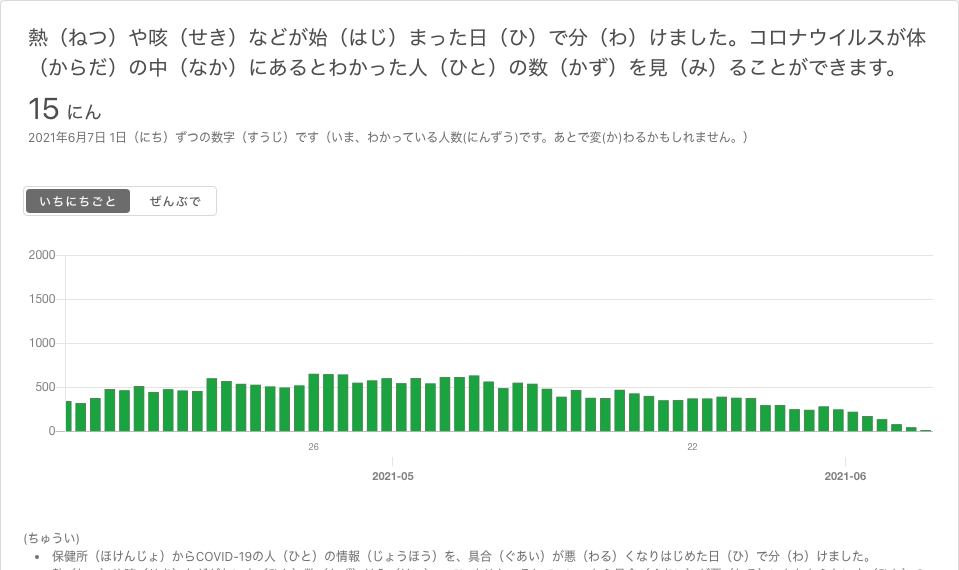 熱（ねつ）や咳（せき）などが始（はじ）まった日（ひ）で分（わ）けました。コロナウイルスが体
（からだ）の中（なか）にあるとわかった人（ひと）の数（かず）を見（み）ることができます。
15 にん
2021年6月7日 1日（にち）ずつの数字（すうじ）です（いま、わかっている人数(にんずう)です。あとで変(か)わるかもしれません。）
いちにちごと ぜんぶで
2000
1500
1000
500
0
26 22
2021-05 2021-06
(ちゅうい)
• 保健所（ほけんじょ）からCOVID-19の人（ひと）の情報（じょうほう）を、具合（ぐあい）が悪（わる）くなりはじめた日（ひ）で分（わ）けました。